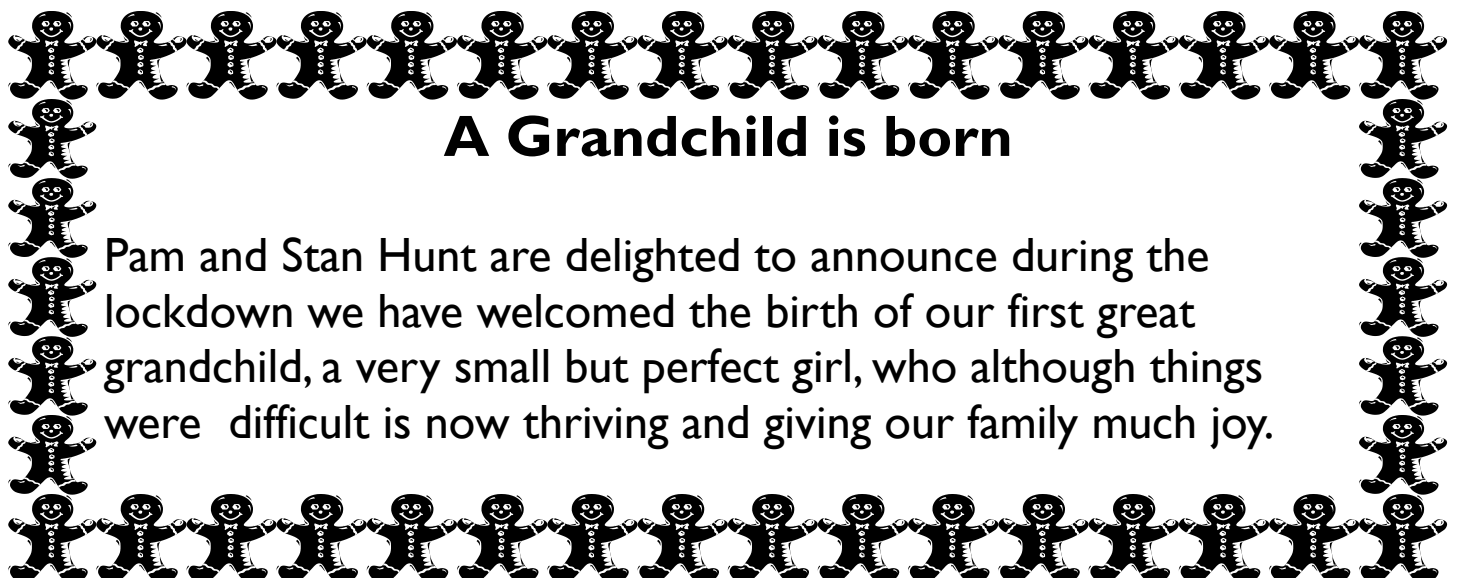 A Grandchild is born
Pam and Stan Hunt are delighted to announce during the
lockdown we have welcomed the birth of our first great
grandchild, a very small but perfect girl, who although things
were  difficult is now thriving and giving our family much joy.